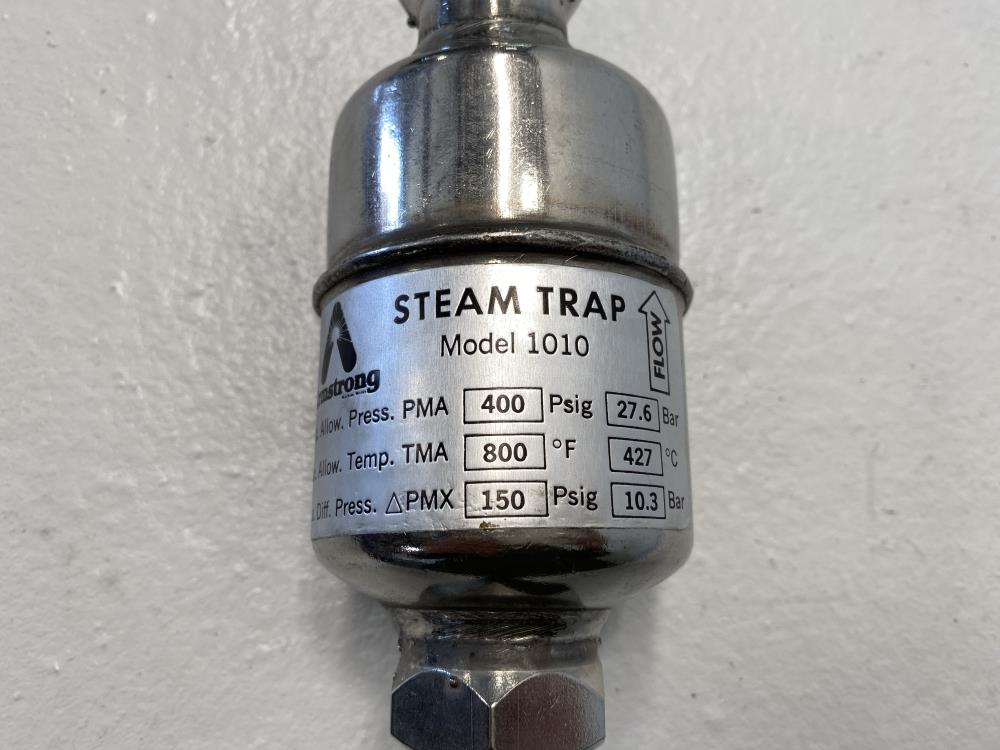 STEAM TRAP
Model 1010
FLOW
Armstrong
Allow. Press. PMA 400 Psig 27.6 Bar
Allow. Temp. TMA 800 °F 427 °C
Diff. Press. △PMX 150 Psig 10.3 Bar